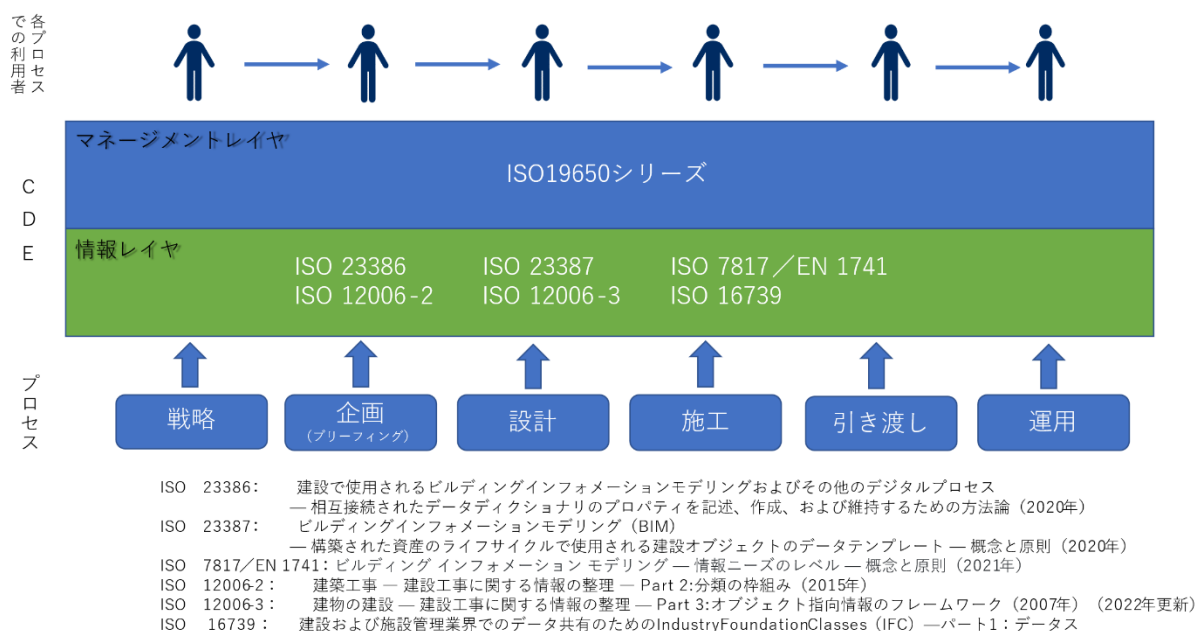 各プロセス
での利用者
マネージメントレイヤ
ISO19650シリーズ
CDE
情報レイヤ
ISO 23386
ISO 12006-2
ISO 23387
ISO 12006-3
ISO 7817／EN 1741
ISO 16739
プロセス
戦略
企画
(ブリーフィング)
設計
施工
引き渡し
運用
ISO 23386： 建設で使用されるビルディングインフォメーションモデリングおよびその他のデジタルプロセス
― 相互接続されたデータディクショナリのプロパティを記述、作成、および維持するための方法論（2020年）
ISO 23387： ビルディングインフォメーションモデリング（BIM）
― 構築された資産のライフサイクルで使用される建設オブジェクトのデータテンプレート ― 概念と原則（2020年）
ISO 7817／EN 1741：ビルディング インフォメーション モデリング ― 情報ニーズのレベル ― 概念と原則（2021年）
ISO 12006-2： 建築工事 ― 建設工事に関する情報の整理 ― Part 2:分類の枠組み（2015年）
ISO 12006-3： 建物の建設 ― 建設工事に関する情報の整理 ― Part 3:オブジェクト指向情報のフレームワーク（2007年）（2022年更新）
ISO 16739： 建設および施設管理業界でのデータ共有のためのIndustryFoundationClasses（IFC）―パート1：データス